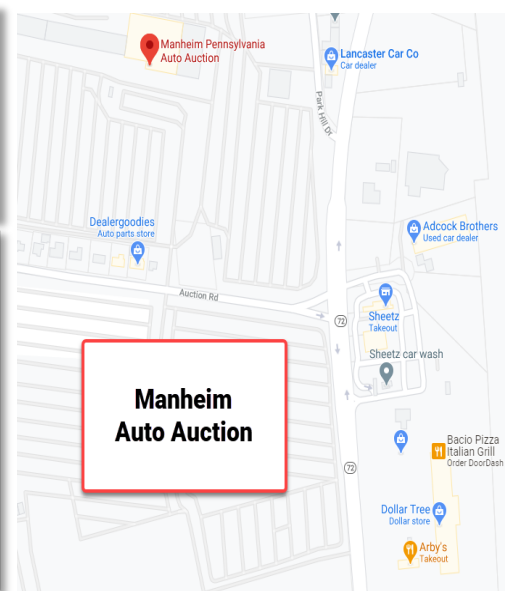 Manheim Pennsylvania
Auto Auction
Lancaster Car Co
Car dealer
Park Hill Dr
Dealergoodies
Auto parts store
Adcock Brothers
Used car dealer
Auction Rd
72
Sheetz
Takeout
Sheetz car wash
Manheim
Auto Auction
Bacio Pizza
Italian Grill
Order DoorDash
72
Dollar Tree
Dollar store
Arby's
Takeout